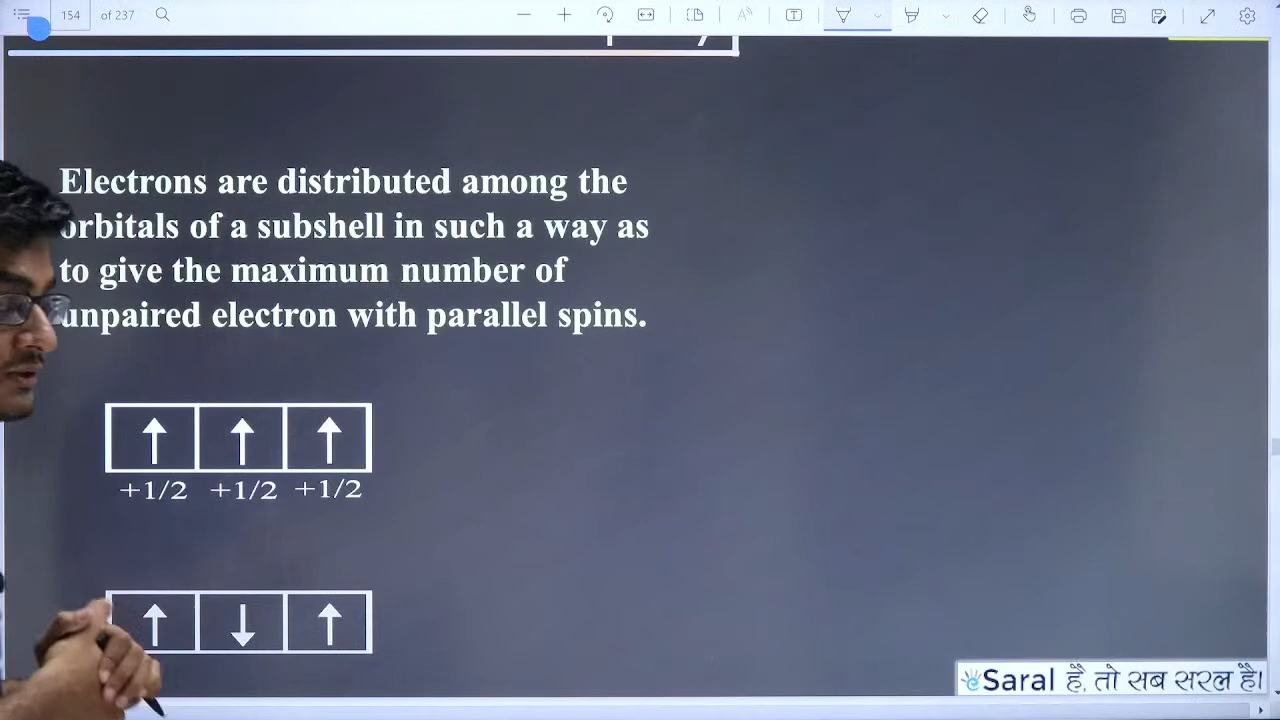 154 of 237
Electrons are distributed among the
orbitals of a subshell in such a way as
to give the maximum number of
unpaired electron with parallel spins.
+1/2 +1/2 +1/2
eSaral है, तो सब सरल है।